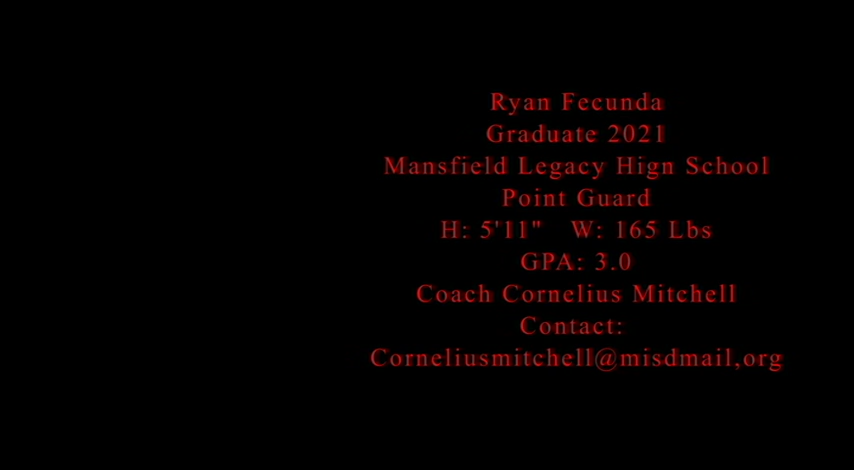 Ryan Fecunda
Graduate 2021
Mansfield Legacy Hign School
Point Guard
H: 5'11" W: 165 Lbs
GPA: 3.0
Coach Cornelius Mitchell
Contact:
Corneliusmitchell@misdmail,org